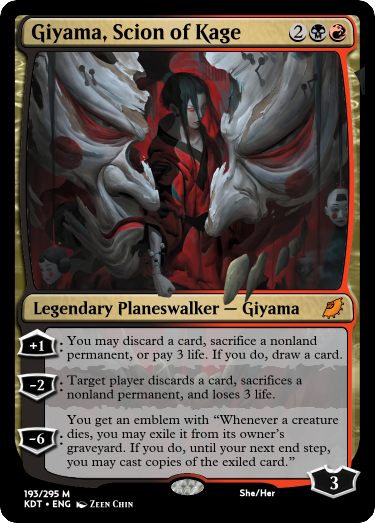 Giyama, Scion of Kage 2
Legendary Planeswalker — Giyama
+1: You may discard a card, sacrifice a nonland
permanent, or pay 3 life. If you do, draw a card.
-2: Target player discards a card, sacrifices a
nonland permanent, and loses 3 life.
You get an emblem with “Whenever a creature
dies, you may exile it from its owner’s
-6: graveyard. If you do, until your next end step,
you may cast copies of the exiled card.”
3
193/295 M She/Her
KDT • ENG Zeen Chin